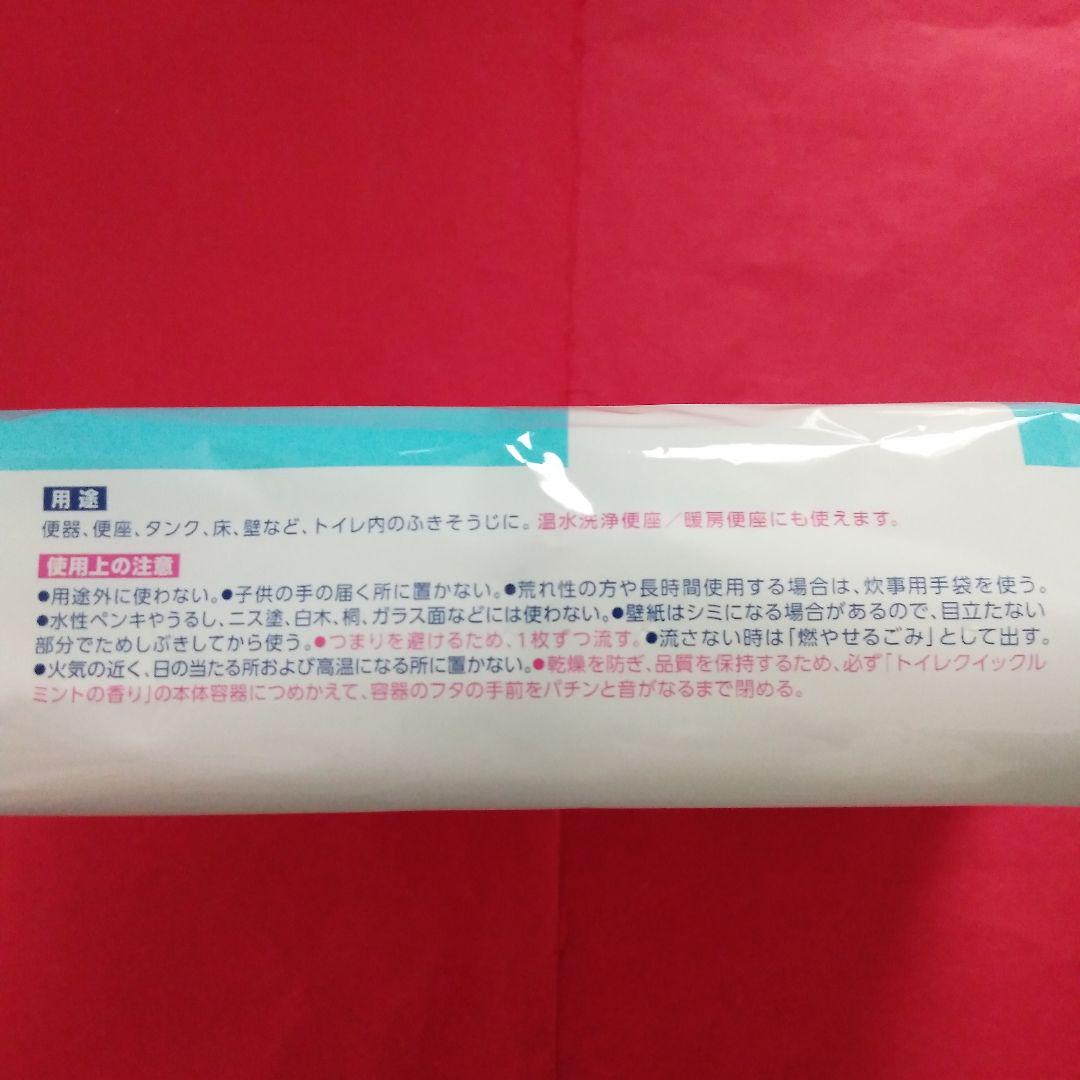 用途
便器、便座、タンク、床、壁など、トイレ内のふきそうじに。温水洗浄便座／暖房便座にも使えます。
使用上の注意
●用途外に使わない。●子供の手の届く所に置かない。●荒れ性の方や長時間使用する場合は、炊事用手袋を使う。
●水性ペンキやうるし、ニス塗、白木、桐、ガラス面などには使わない。●壁紙はシミになる場合があるので、目立たない
部分でためしぶきしてから使う。●つまりを避けるため、1枚ずつ流す。●流さない時は「燃やせるごみ」として出す。
●火気の近く、日の当たる所および高温になる所に置かない。●乾燥を防ぎ、品質を保持するため、必ず「トイレクイックル
ミントの香り」の本体容器につめかえて、容器のフタの手前をパチンと音がなるまで閉める。